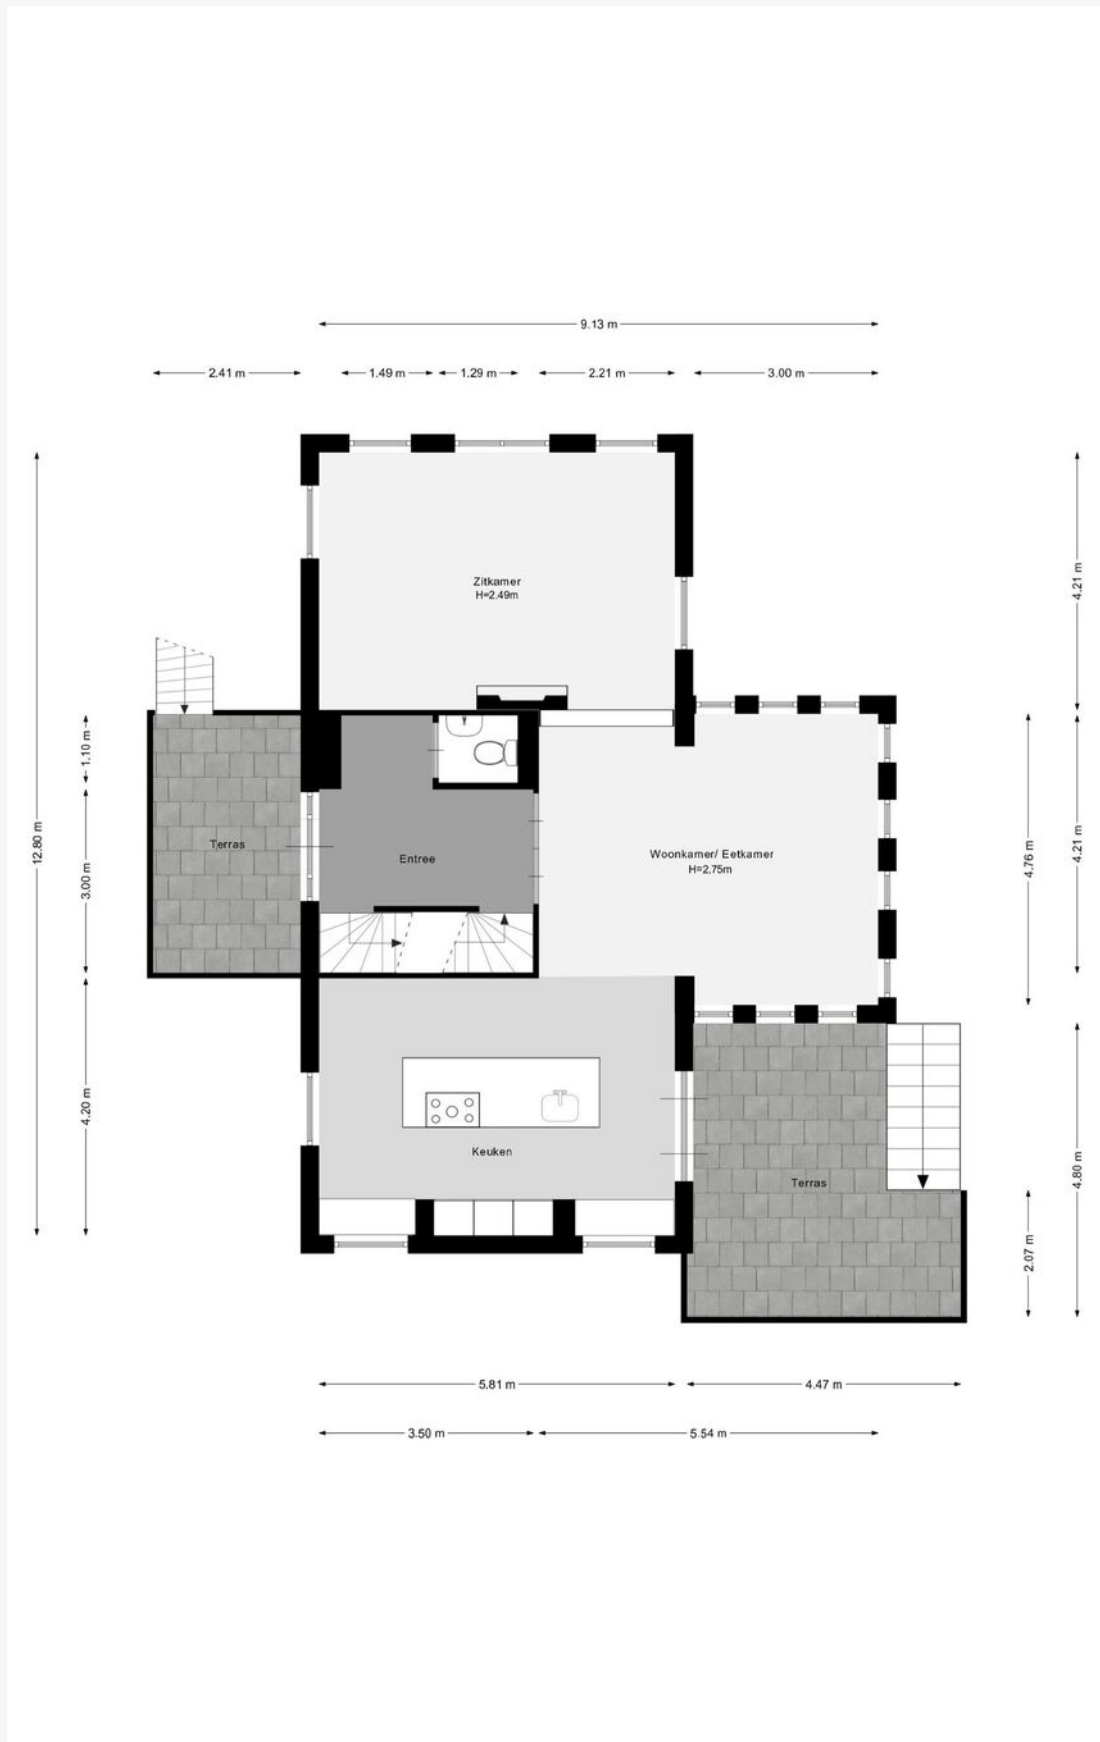 9.13 m
2.41 m
1.49 m
1.29 m
2.21 m
3.00 m
Zitkamer
H=2.49m
4.21 m
1.10 m
12.80 m
Terras
3.00 m
Entree
Woonkamer/ Eetkamer
H=2.75m
4.76 m
4.21 m
4.20 m
Keuken
Terras
4.80 m
2.07 m
5.81 m
4.47 m
3.50 m
5.54 m